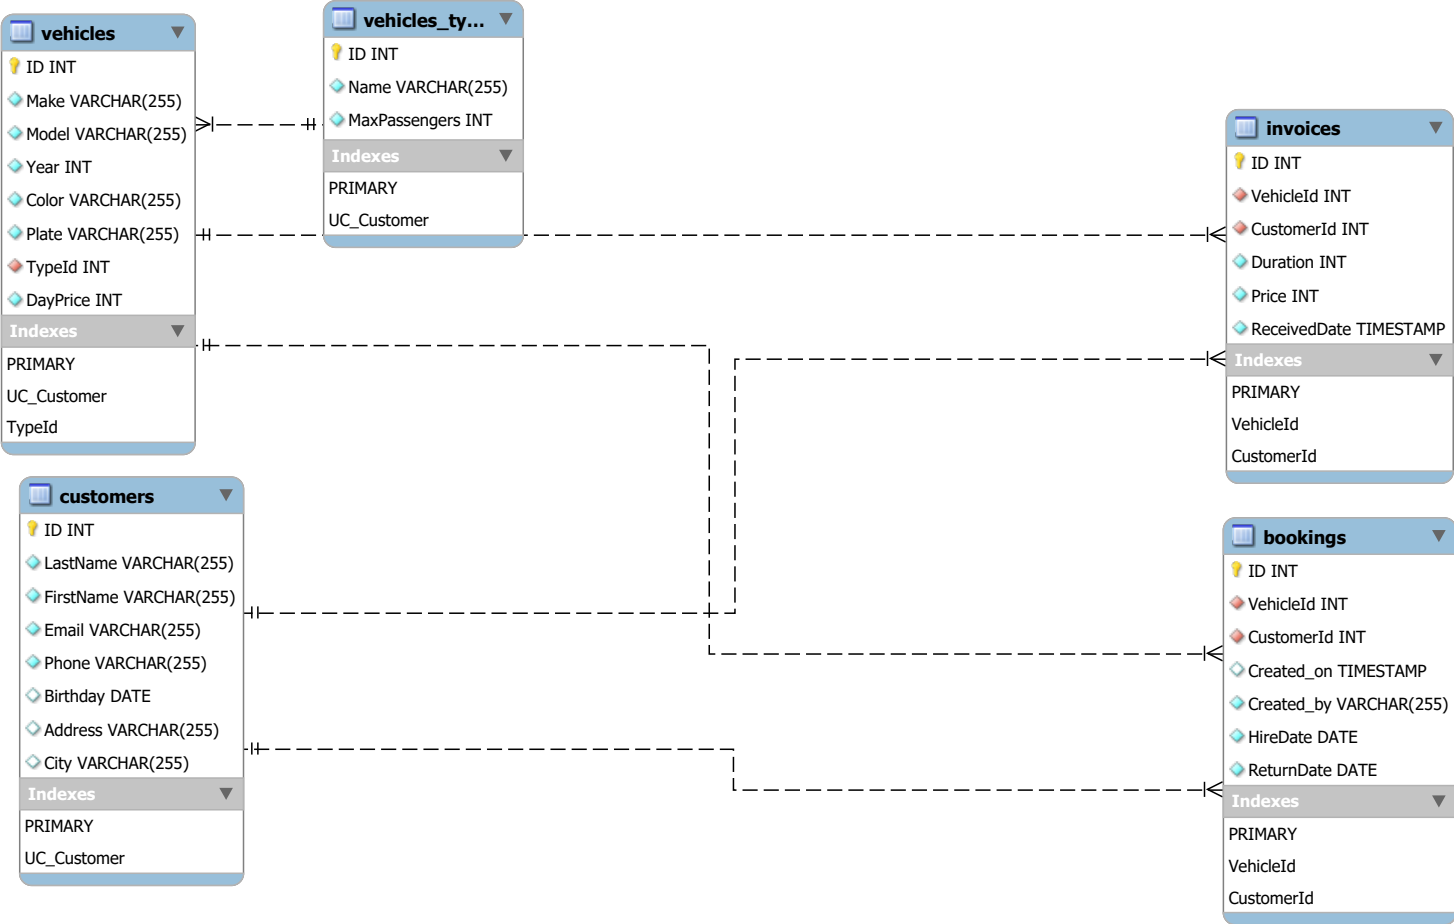 vehicles
ID INT
Make VARCHAR(255)
Model VARCHAR(255)
Year INT
Color VARCHAR(255)
Plate VARCHAR(255)
TypeId INT
DayPrice INT
Indexes
PRIMARY
UC_Customer
TypeId
vehicles_ty...
ID INT
Name VARCHAR(255)
MaxPassengers INT
Indexes
PRIMARY
UC_Customer
invoices
ID INT
VehicleId INT
CustomerId INT
Duration INT
Price INT
ReceivedDate TIMESTAMP
Indexes
PRIMARY
VehicleId
CustomerId
customers
ID INT
LastName VARCHAR(255)
FirstName VARCHAR(255)
Email VARCHAR(255)
Phone VARCHAR(255)
Birthday DATE
Address VARCHAR(255)
City VARCHAR(255)
Indexes
PRIMARY
UC_Customer
bookings
ID INT
VehicleId INT
CustomerId INT
Created_on TIMESTAMP
Created_by VARCHAR(255)
HireDate DATE
ReturnDate DATE
Indexes
PRIMARY
VehicleId
CustomerId